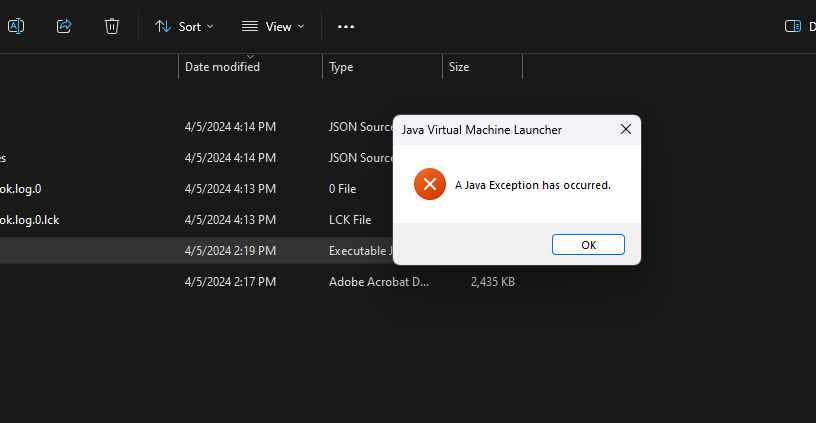 Sort View D
Date modified Type Size
4/5/2024 4:14 PM JSON Source
Java Virtual Machine Launcher
es 4/5/2024 4:14 PM JSON Source
ok.log.0 4/5/2024 4:13 PM 0 File
A Java Exception has occurred.
ok.log.0.lck 4/5/2024 4:13 PM LCK File
4/5/2024 2:19 PM Executable J
OK
4/5/2024 2:17 PM Adobe Acrobat D... 2,435 KB